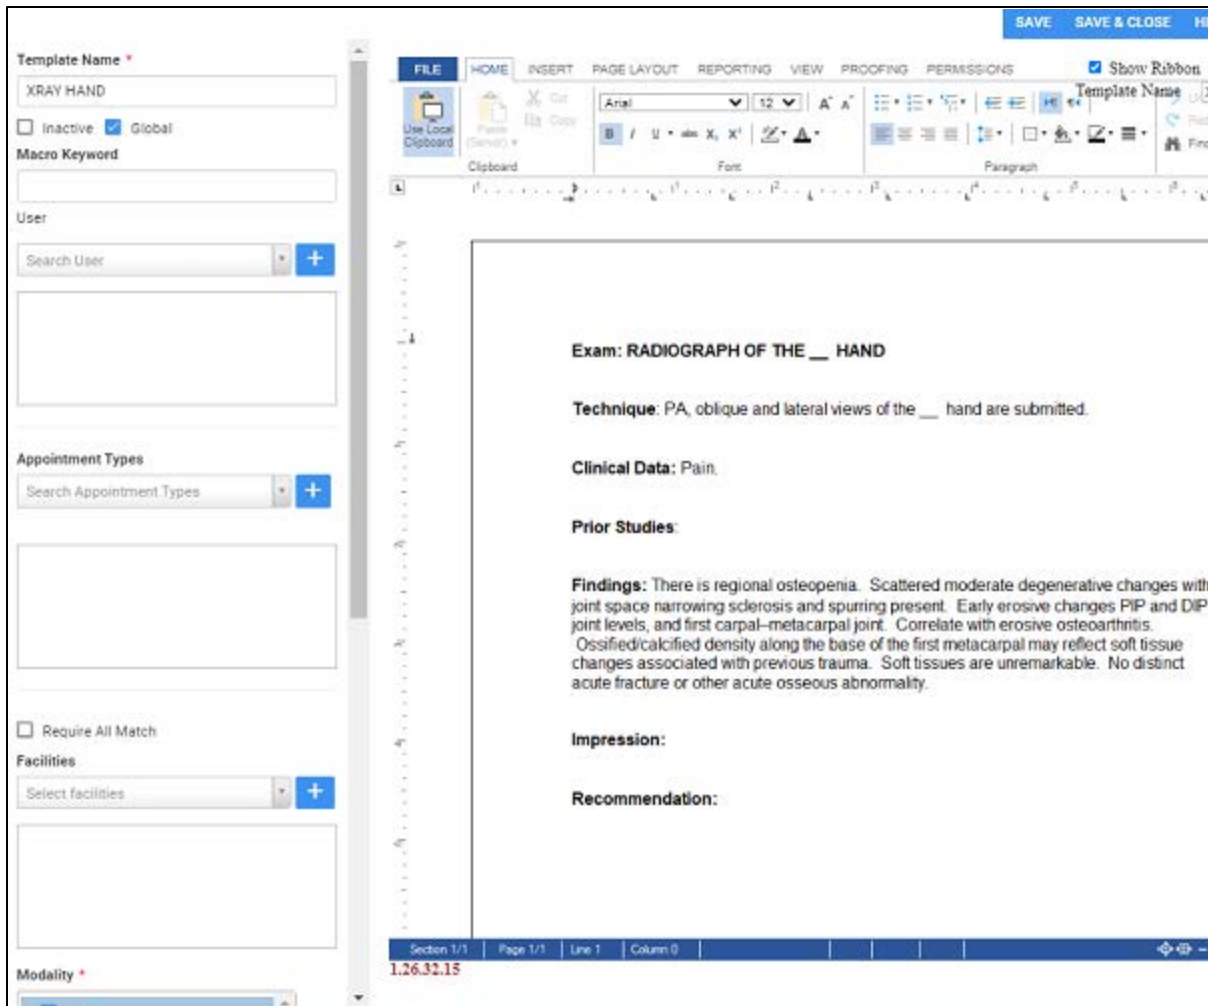 SAVE SAVE & CLOSE
Template Name *
XRAY HAND
Inactive Global
Macro Keyword
User
Search User
Appointment Types
Search Appointment Types
Require All Match
Facilities
Select facilities
Modality *
FILE HOME INSERT PAGE LAYOUT REPORTING VIEW PROOFING PERMISSIONS Show Ribbon
Template Name
Use Local Clipboard
Paste (Server)
Cut
Copy
Arial 12
Clipboard Font Paragraph
Exam: RADIOGRAPH OF THE __ HAND
Technique: PA, oblique and lateral views of the __ hand are submitted.
Clinical Data: Pain.
Prior Studies:
Findings: There is regional osteopenia. Scattered moderate degenerative changes with
joint space narrowing sclerosis and spurring present. Early erosive changes PIP and DIP
joint levels, and first carpal–metacarpal joint. Correlate with erosive osteoarthritis.
Ossified/calcified density along the base of the first metacarpal may reflect soft tissue
changes associated with previous trauma. Soft tissues are unremarkable. No distinct
acute fracture or other acute osseous abnormality.
Impression:
Recommendation:
Section 1/1 Page 1/1 Line 1 Column 0
1.26.32.15